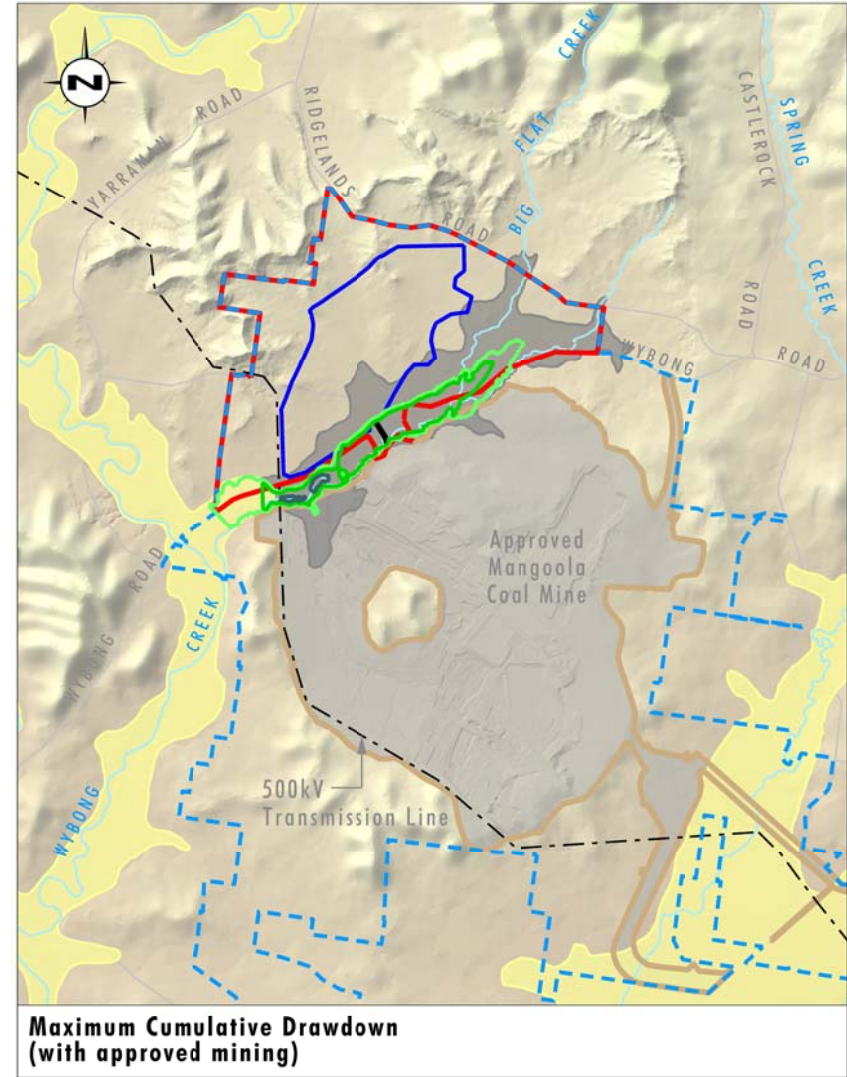 N
YARRAMAN ROAD
RIDGELANDS
ROAD
BIG FLAT CREEK
CASTLEROCK
ROAD
SPRING
CREEK
WYBONG
ROAD
Approved
Mangoola
Coal Mine
WYBONG ROAD
WYBONG CREEK
500kV
Transmission Line
Maximum Cumulative Drawdown
(with approved mining)